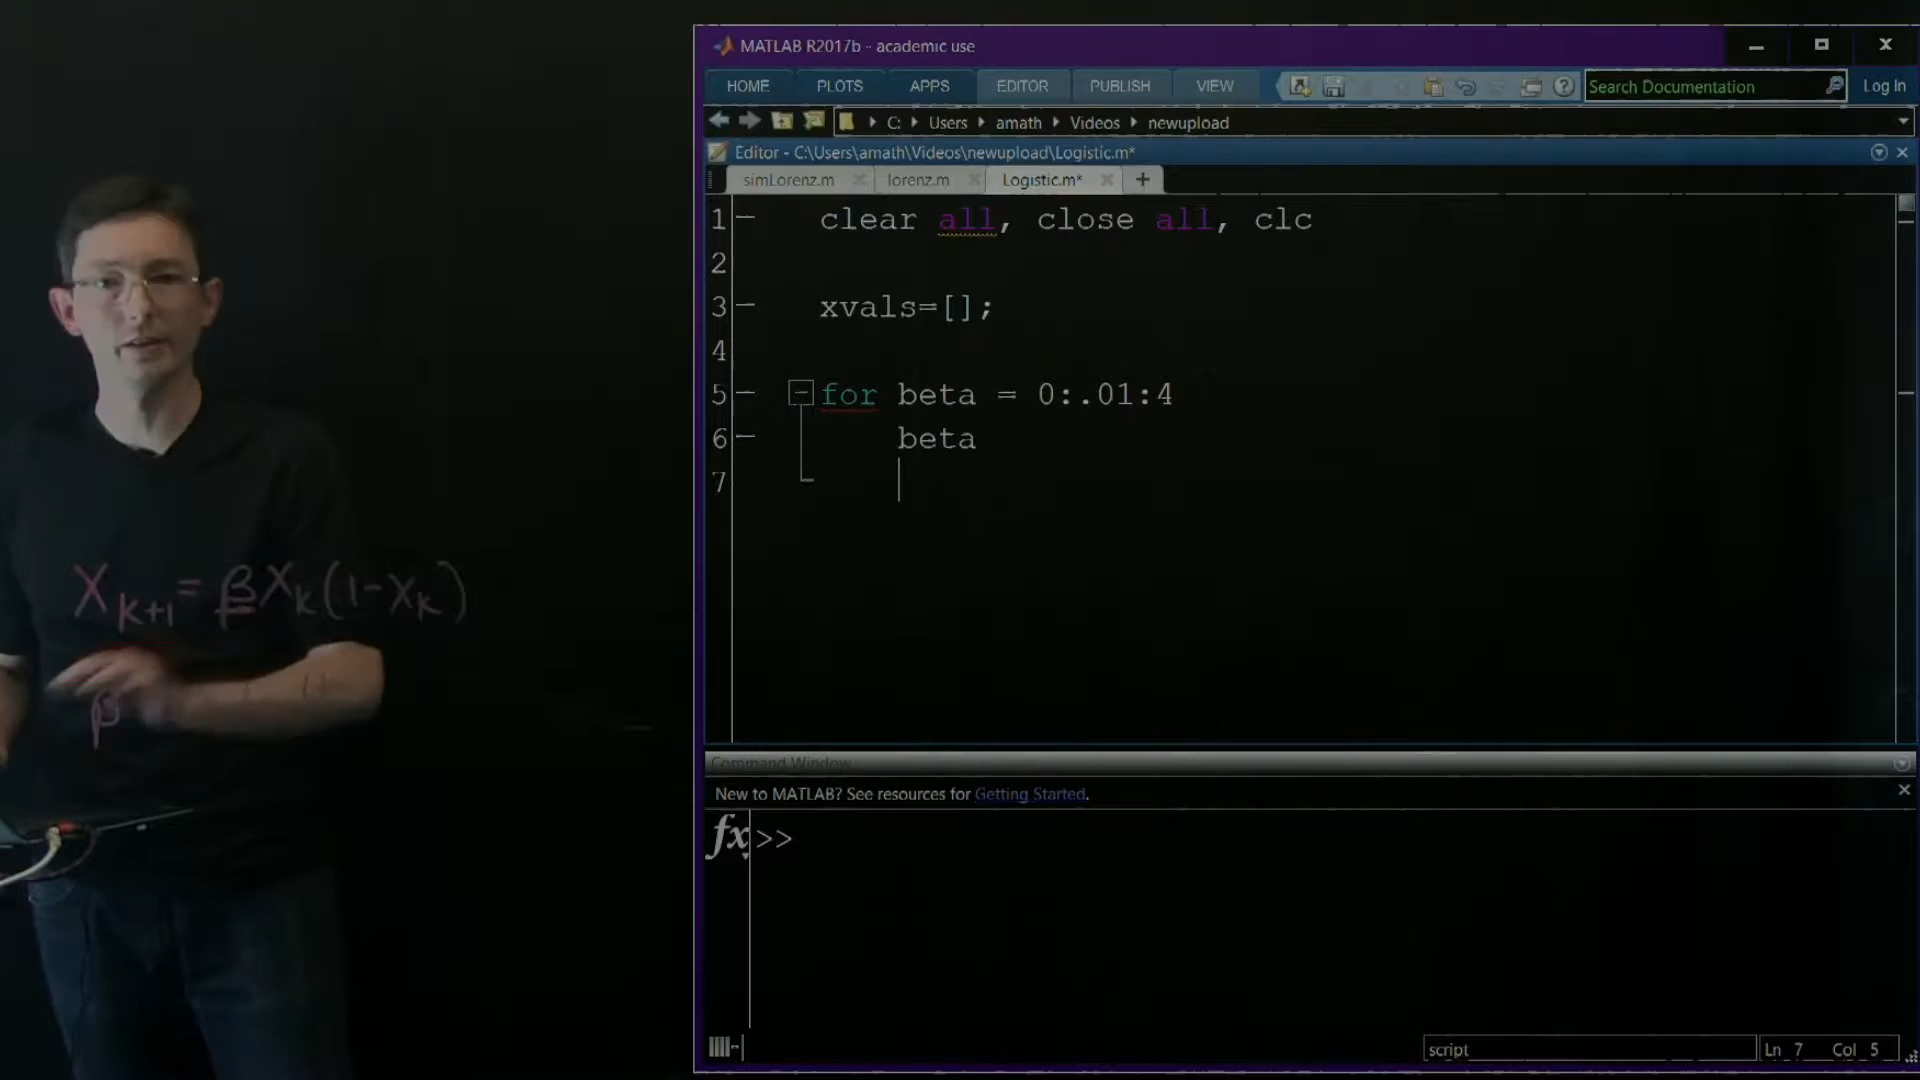 MATLAB R2017b - academic use
HOME PLOTS APPS EDITOR PUBLISH VIEW Search Documentation Log In
C: Users amath Videos newupload
Editor - C:\Users\amath\Videos\newupload\Logistic.m*
simLorenz.m lorenz.m Logistic.m* +
1 clear all, close all, clc
2
3 xvals=[];
4
5 for beta = 0:.01:4
6 beta
7
X_{k+1} = βX_k(1-X_k)
β
Command Window
New to MATLAB? See resources for Getting Started.
fx >>
script Ln 7 Col 5